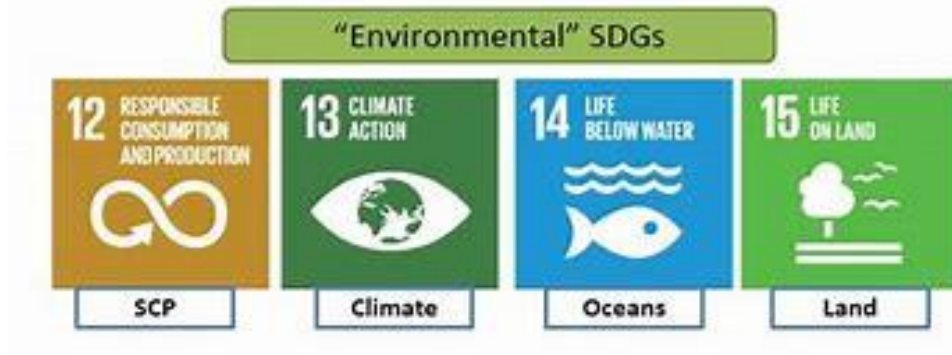 “Environmental” SDGs
12 RESPONSIBLE
CONSUMPTION
AND PRODUCTION
SCP
13 CLIMATE
ACTION
Climate
14 LIFE
BELOW WATER
Oceans
15 LIFE
ON LAND
Land